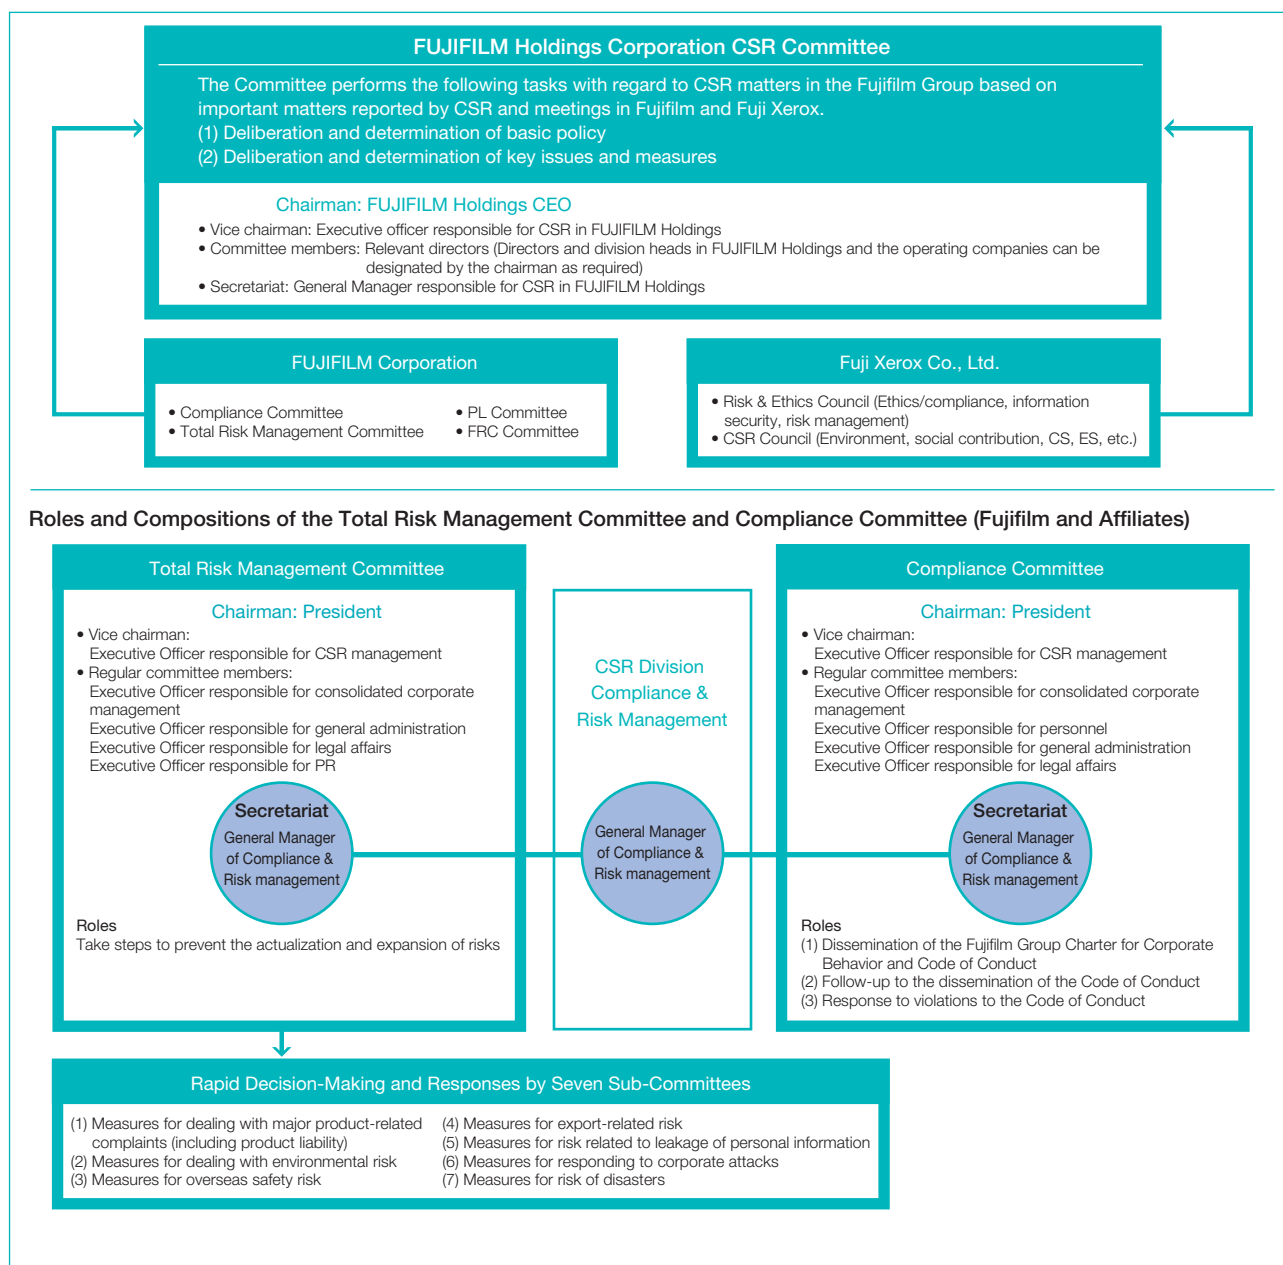 FUJIFILM Holdings Corporation CSR Committee
The Committee performs the following tasks with regard to CSR matters in the Fujifilm Group based on
important matters reported by CSR and meetings in Fujifilm and Fuji Xerox.
(1) Deliberation and determination of basic policy
(2) Deliberation and determination of key issues and measures
Chairman: FUJIFILM Holdings CEO
• Vice chairman: Executive officer responsible for CSR in FUJIFILM Holdings
• Committee members: Relevant directors (Directors and division heads in FUJIFILM Holdings and the operating companies can be
designated by the chairman as required)
• Secretariat: General Manager responsible for CSR in FUJIFILM Holdings
FUJIFILM Corporation
• Compliance Committee
• Total Risk Management Committee
• PL Committee
• FRC Committee
Fuji Xerox Co., Ltd.
• Risk & Ethics Council (Ethics/compliance, information
security, risk management)
• CSR Council (Environment, social contribution, CS, ES, etc.)
Roles and Compositions of the Total Risk Management Committee and Compliance Committee (Fujifilm and Affiliates)
Total Risk Management Committee
Chairman: President
• Vice chairman:
Executive Officer responsible for CSR management
• Regular committee members:
Executive Officer responsible for consolidated corporate
management
Executive Officer responsible for general administration
Executive Officer responsible for legal affairs
Executive Officer responsible for PR
Secretariat
General Manager
of Compliance &
Risk management
Roles
Take steps to prevent the actualization and expansion of risks
CSR Division
Compliance &
Risk Management
General Manager
of Compliance &
Risk management
Compliance Committee
Chairman: President
• Vice chairman:
Executive Officer responsible for CSR management
• Regular committee members:
Executive Officer responsible for consolidated corporate
management
Executive Officer responsible for personnel
Executive Officer responsible for general administration
Executive Officer responsible for legal affairs
Secretariat
General Manager
of Compliance &
Risk management
Roles
(1) Dissemination of the Fujifilm Group Charter for Corporate
Behavior and Code of Conduct
(2) Follow-up to the dissemination of the Code of Conduct
(3) Response to violations to the Code of Conduct
Rapid Decision-Making and Responses by Seven Sub-Committees
(1) Measures for dealing with major product-related
complaints (including product liability)
(2) Measures for dealing with environmental risk
(3) Measures for overseas safety risk
(4) Measures for export-related risk
(5) Measures for risk related to leakage of personal information
(6) Measures for responding to corporate attacks
(7) Measures for risk of disasters